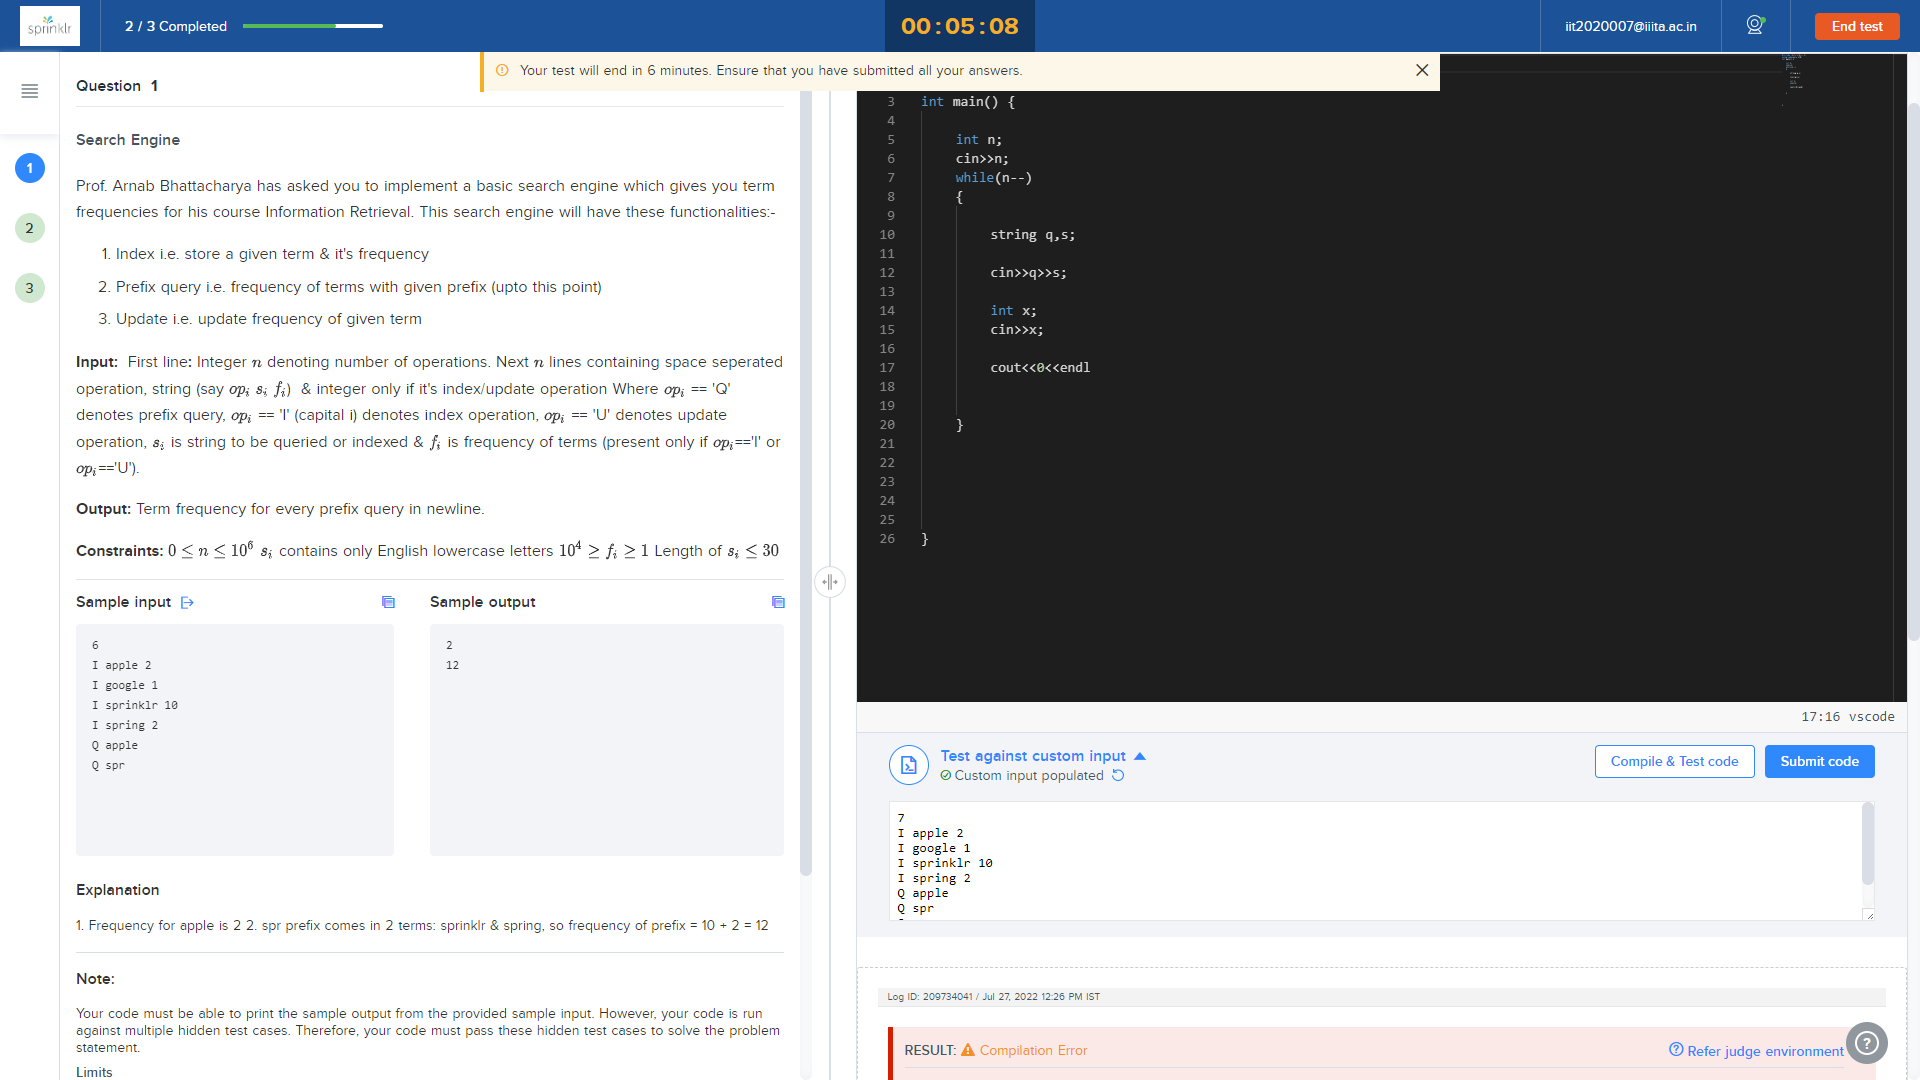 sprinklr
2 / 3 Completed
00:05:08
iit2020007@iiita.ac.in
End test
Your test will end in 6 minutes. Ensure that you have submitted all your answers.
Question 1
1
2
3
Search Engine
Prof. Arnab Bhattacharya has asked you to implement a basic search engine which gives you term
frequencies for his course Information Retrieval. This search engine will have these functionalities:-
1. Index i.e. store a given term & it's frequency
2. Prefix query i.e. frequency of terms with given prefix (upto this point)
3. Update i.e. update frequency of given term
Input: First line: Integer n denoting number of operations. Next n lines containing space seperated
operation, string (say op_i s_i f_i) & integer only if it's index/update operation Where op_i == 'Q'
denotes prefix query, op_i == 'I' (capital i) denotes index operation, op_i == 'U' denotes update
operation, s_i is string to be queried or indexed & f_i is frequency of terms (present only if op_i=='I' or
op_i=='U').
Output: Term frequency for every prefix query in newline.
Constraints: 0 ≤ n ≤ 10^6 s_i contains only English lowercase letters 10^4 ≥ f_i ≥ 1 Length of s_i ≤ 30
Sample input
6
I apple 2
I google 1
I sprinklr 10
I spring 2
Q apple
Q spr
Sample output
2
12
Explanation
1. Frequency for apple is 2 2. spr prefix comes in 2 terms: sprinklr & spring, so frequency of prefix = 10 + 2 = 12
Note:
Your code must be able to print the sample output from the provided sample input. However, your code is run
against multiple hidden test cases. Therefore, your code must pass these hidden test cases to solve the problem
statement.
Limits
3 int main() {
4
5 int n;
6 cin>>n;
7 while(n--)
8 {
9
10 string q,s;
11
12 cin>>q>>s;
13
14 int x;
15 cin>>x;
16
17 cout<<0<<endl
18
19
20 }
21
22
23
24
25
26 }
17:16 vscode
Test against custom input
Custom input populated
Compile & Test code
Submit code
7
I apple 2
I google 1
I sprinklr 10
I spring 2
Q apple
Q spr
Log ID: 209734041 / Jul 27, 2022 12:26 PM IST
RESULT: Compilation Error
Refer judge environment
?